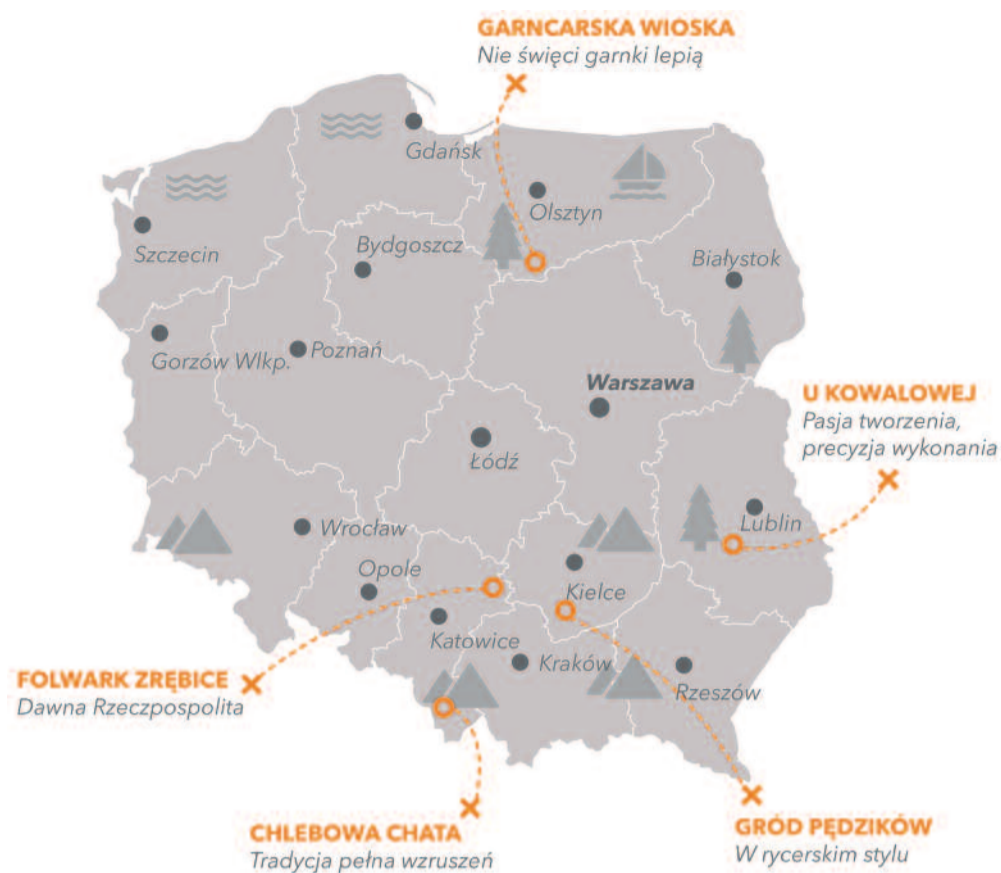 GARNCARSKA WIOSKA
Nie święci garnki lepią
Gdańsk
Olsztyn
Szczecin
Bydgoszcz
Białystok
Gorzów Wlkp.
Poznań
Warszawa
U KOWALOWEJ
Pasja tworzenia,
precyzja wykonania
Łódź
Wrocław
Lublin
Opole
Kielce
Katowice
Kraków
Rzeszów
FOLWARK ZRĘBICE
Dawna Rzeczpospolita
CHLEBOWA CHATA
Tradycja pełna wzruszeń
GRÓD PĘDZIKÓW
W rycerskim stylu